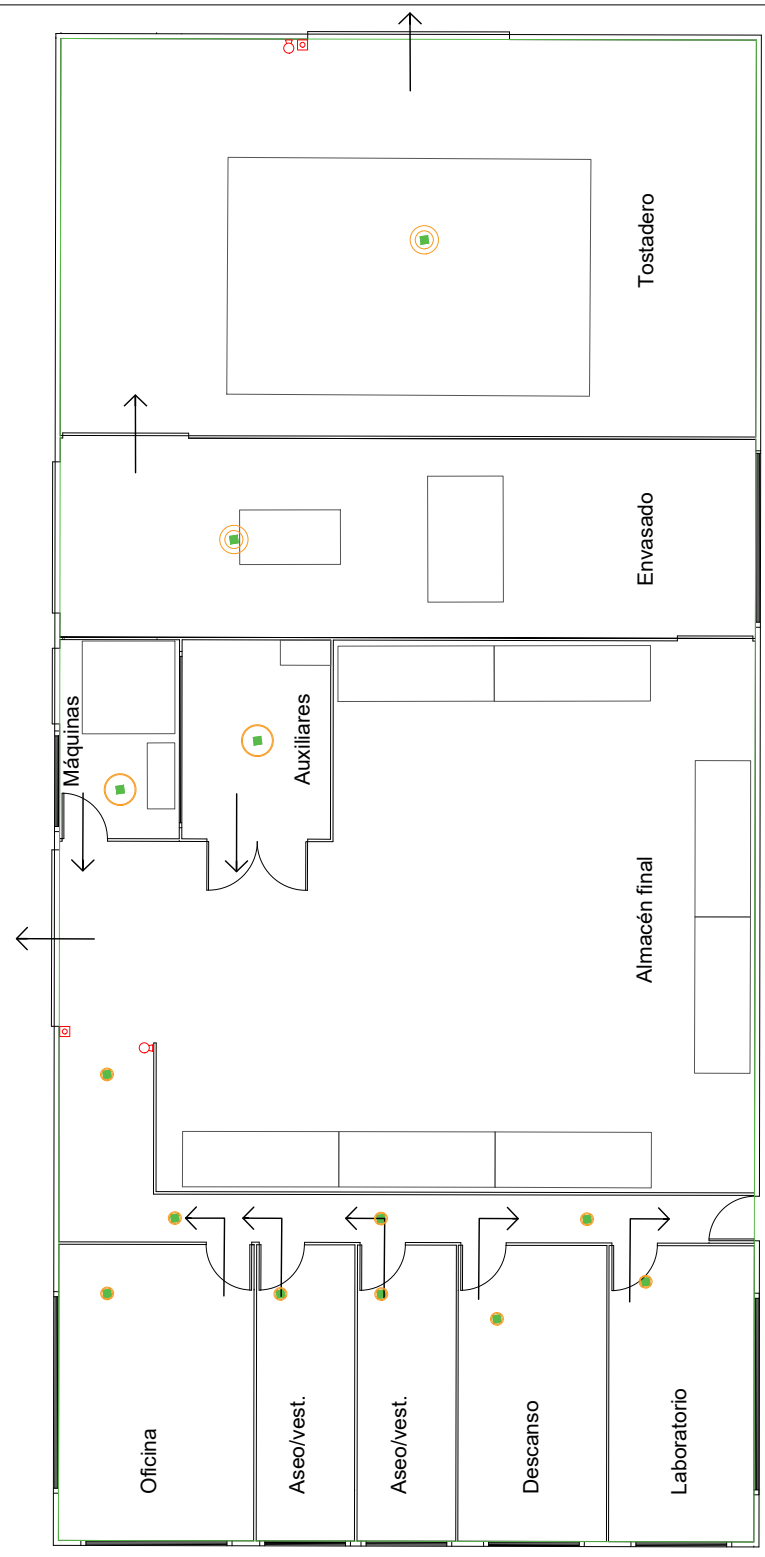 Tostadero
Envasado
Máquinas
Auxiliares
Almacén final
Oficina
Aseo/vest.
Aseo/vest.
Descanso
Laboratorio